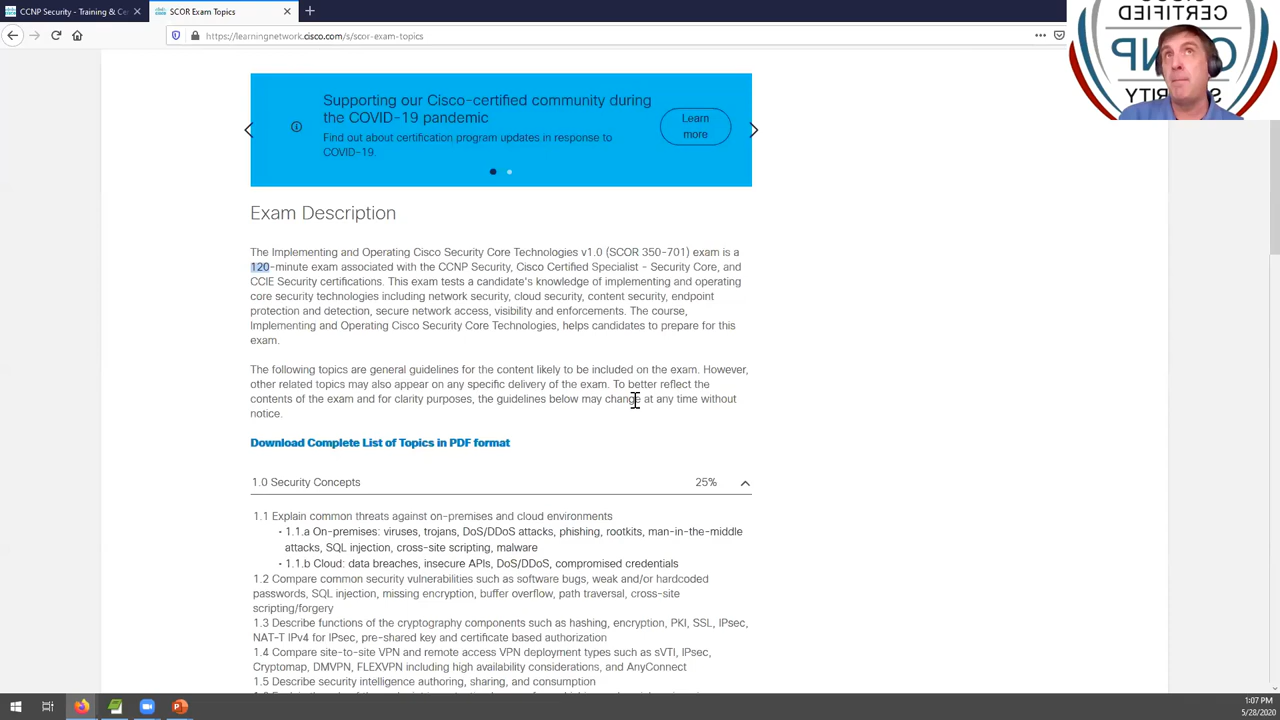 CCNP Security - Training & Ce
SCOR Exam Topics
https://learningnetwork.cisco.com/s/scor-exam-topics
CERTIFIED
CCNP
SECURITY
Supporting our Cisco-certified community during
the COVID-19 pandemic
Find out about certification program updates in response to
COVID-19.
Learn
more
Exam Description
The Implementing and Operating Cisco Security Core Technologies v1.0 (SCOR 350-701) exam is a
120-minute exam associated with the CCNP Security, Cisco Certified Specialist - Security Core, and
CCIE Security certifications. This exam tests a candidate's knowledge of implementing and operating
core security technologies including network security, cloud security, content security, endpoint
protection and detection, secure network access, visibility and enforcements. The course,
Implementing and Operating Cisco Security Core Technologies, helps candidates to prepare for this
exam.
The following topics are general guidelines for the content likely to be included on the exam. However,
other related topics may also appear on any specific delivery of the exam. To better reflect the
contents of the exam and for clarity purposes, the guidelines below may change at any time without
notice.
Download Complete List of Topics in PDF format
1.0 Security Concepts 25%
1.1 Explain common threats against on-premises and cloud environments
- 1.1.a On-premises: viruses, trojans, DoS/DDoS attacks, phishing, rootkits, man-in-the-middle
attacks, SQL injection, cross-site scripting, malware
- 1.1.b Cloud: data breaches, insecure APIs, DoS/DDoS, compromised credentials
1.2 Compare common security vulnerabilities such as software bugs, weak and/or hardcoded
passwords, SQL injection, missing encryption, buffer overflow, path traversal, cross-site
scripting/forgery
1.3 Describe functions of the cryptography components such as hashing, encryption, PKI, SSL, IPsec,
NAT-T IPv4 for IPsec, pre-shared key and certificate based authorization
1.4 Compare site-to-site VPN and remote access VPN deployment types such as sVTI, IPsec,
Cryptomap, DMVPN, FLEXVPN including high availability considerations, and AnyConnect
1.5 Describe security intelligence authoring, sharing, and consumption
1:07 PM
5/28/2020